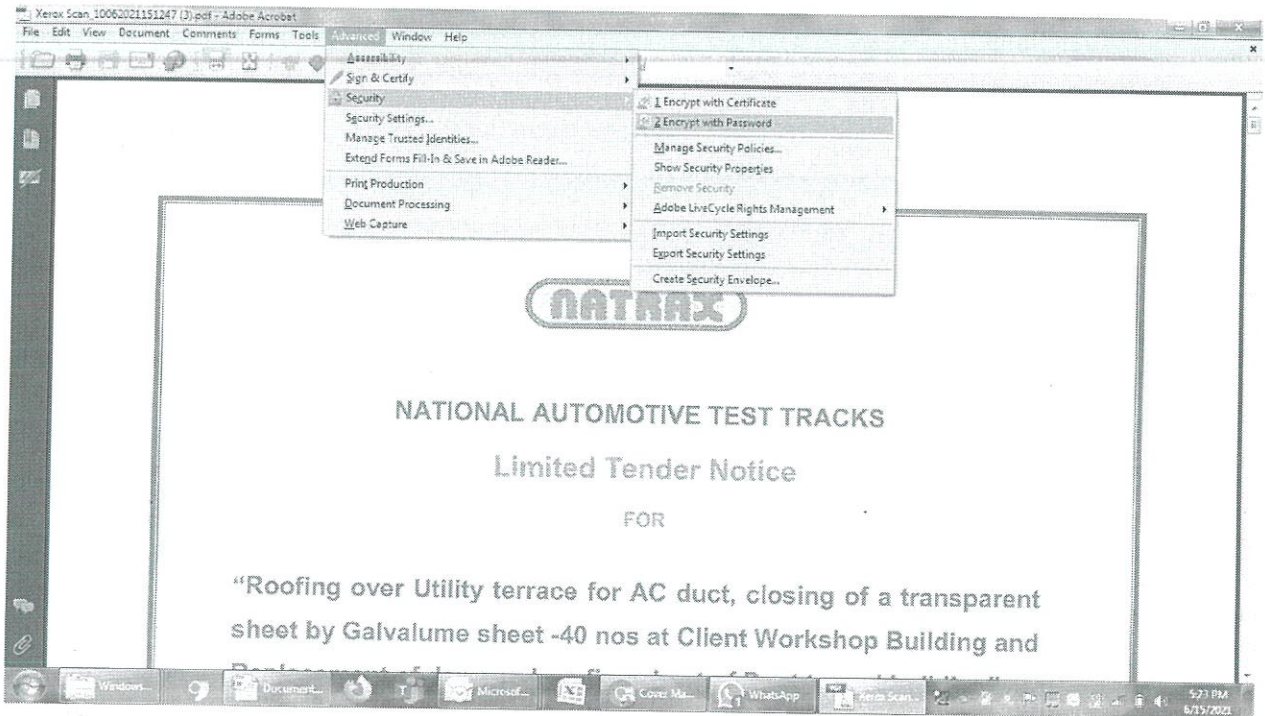 Xerox Scan_10062021151247 (3).pdf - Adobe Acrobat
File Edit View Document Comments Forms Tools Advanced Window Help
Accessibility
Sign & Certify
Security
Security Settings...
Manage Trusted Identities...
Extend Forms Fill-In & Save in Adobe Reader...
Print Production
Document Processing
Web Capture
1 Encrypt with Certificate
2 Encrypt with Password
Manage Security Policies...
Show Security Properties
Remove Security
Adobe LiveCycle Rights Management
Import Security Settings
Export Security Settings
Create Security Envelope...
NATRAX
NATIONAL AUTOMOTIVE TEST TRACKS
Limited Tender Notice
FOR
“Roofing over Utility terrace for AC duct, closing of a transparent
sheet by Galvalume sheet -40 nos at Client Workshop Building and
Windows... Document... Microsof... Cover Ma... WhatsApp Xerox Scan... 5:23 PM
6/15/2021